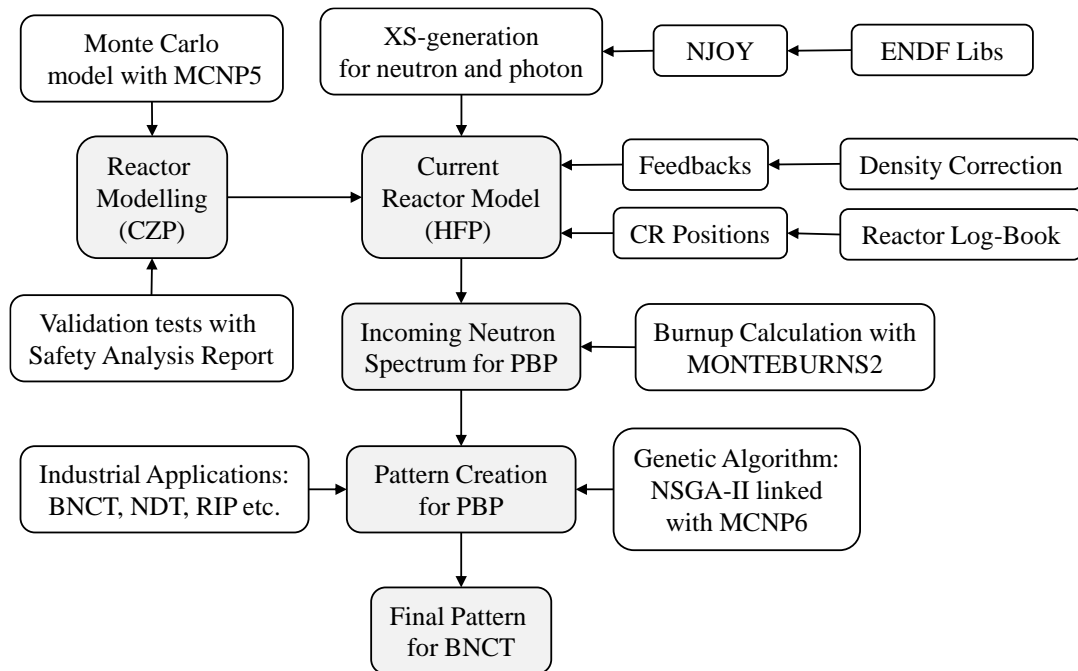 Monte Carlo
model with MCNP5
XS-generation
for neutron and photon
NJOY
ENDF Libs
Reactor
Modelling
(CZP)
Current
Reactor Model
(HFP)
Feedbacks
Density Correction
CR Positions
Reactor Log-Book
Validation tests with
Safety Analysis Report
Incoming Neutron
Spectrum for PBP
Burnup Calculation with
MONTEBURNS2
Industrial Applications:
BNCT, NDT, RIP etc.
Pattern Creation
for PBP
Genetic Algorithm:
NSGA-II linked
with MCNP6
Final Pattern
for BNCT